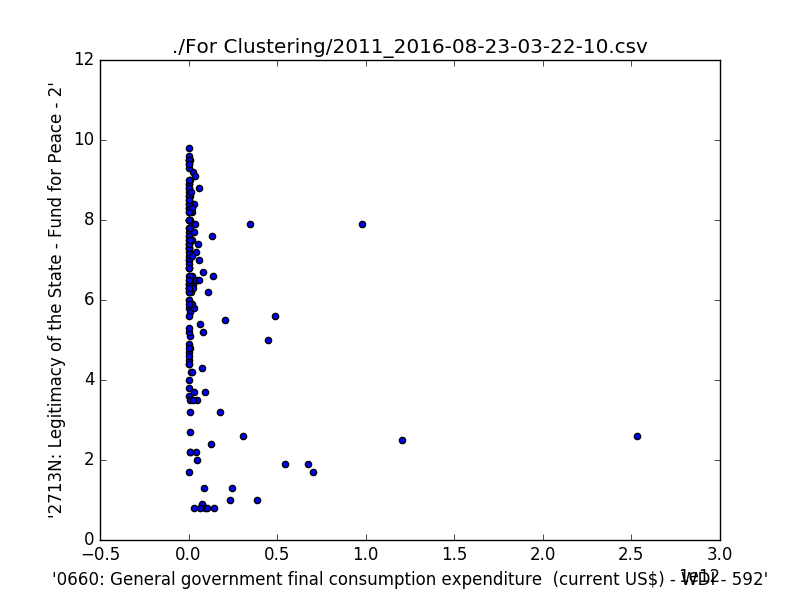 ./For Clustering/2011_2016-08-23-03-22-10.csv
'2713N: Legitimacy of the State - Fund for Peace - 2'
12
10
8
6
4
2
0
−0.5 0.0 0.5 1.0 1.5 2.0 2.5 3.0
1e12
'0660: General government final consumption expenditure  (current US$) - WDI - 592'